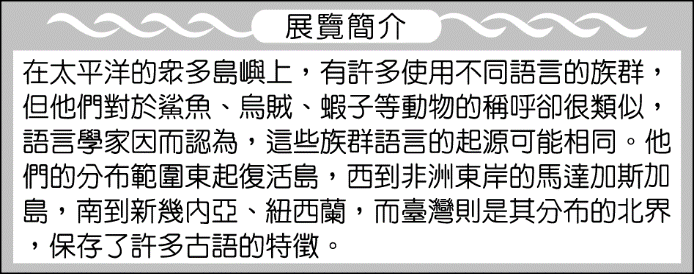 展覽簡介
在太平洋的眾多島嶼上，有許多使用不同語言的族群，
但他們對於鯊魚、烏賊、蝦子等動物的稱呼卻很類似，
語言學家因而認為，這些族群語言的起源可能相同。他
們的分布範圍東起復活島，西到非洲東岸的馬達加斯加
島，南到新幾內亞、紐西蘭，而臺灣則是其分布的北界
，保存了許多古語的特徵。